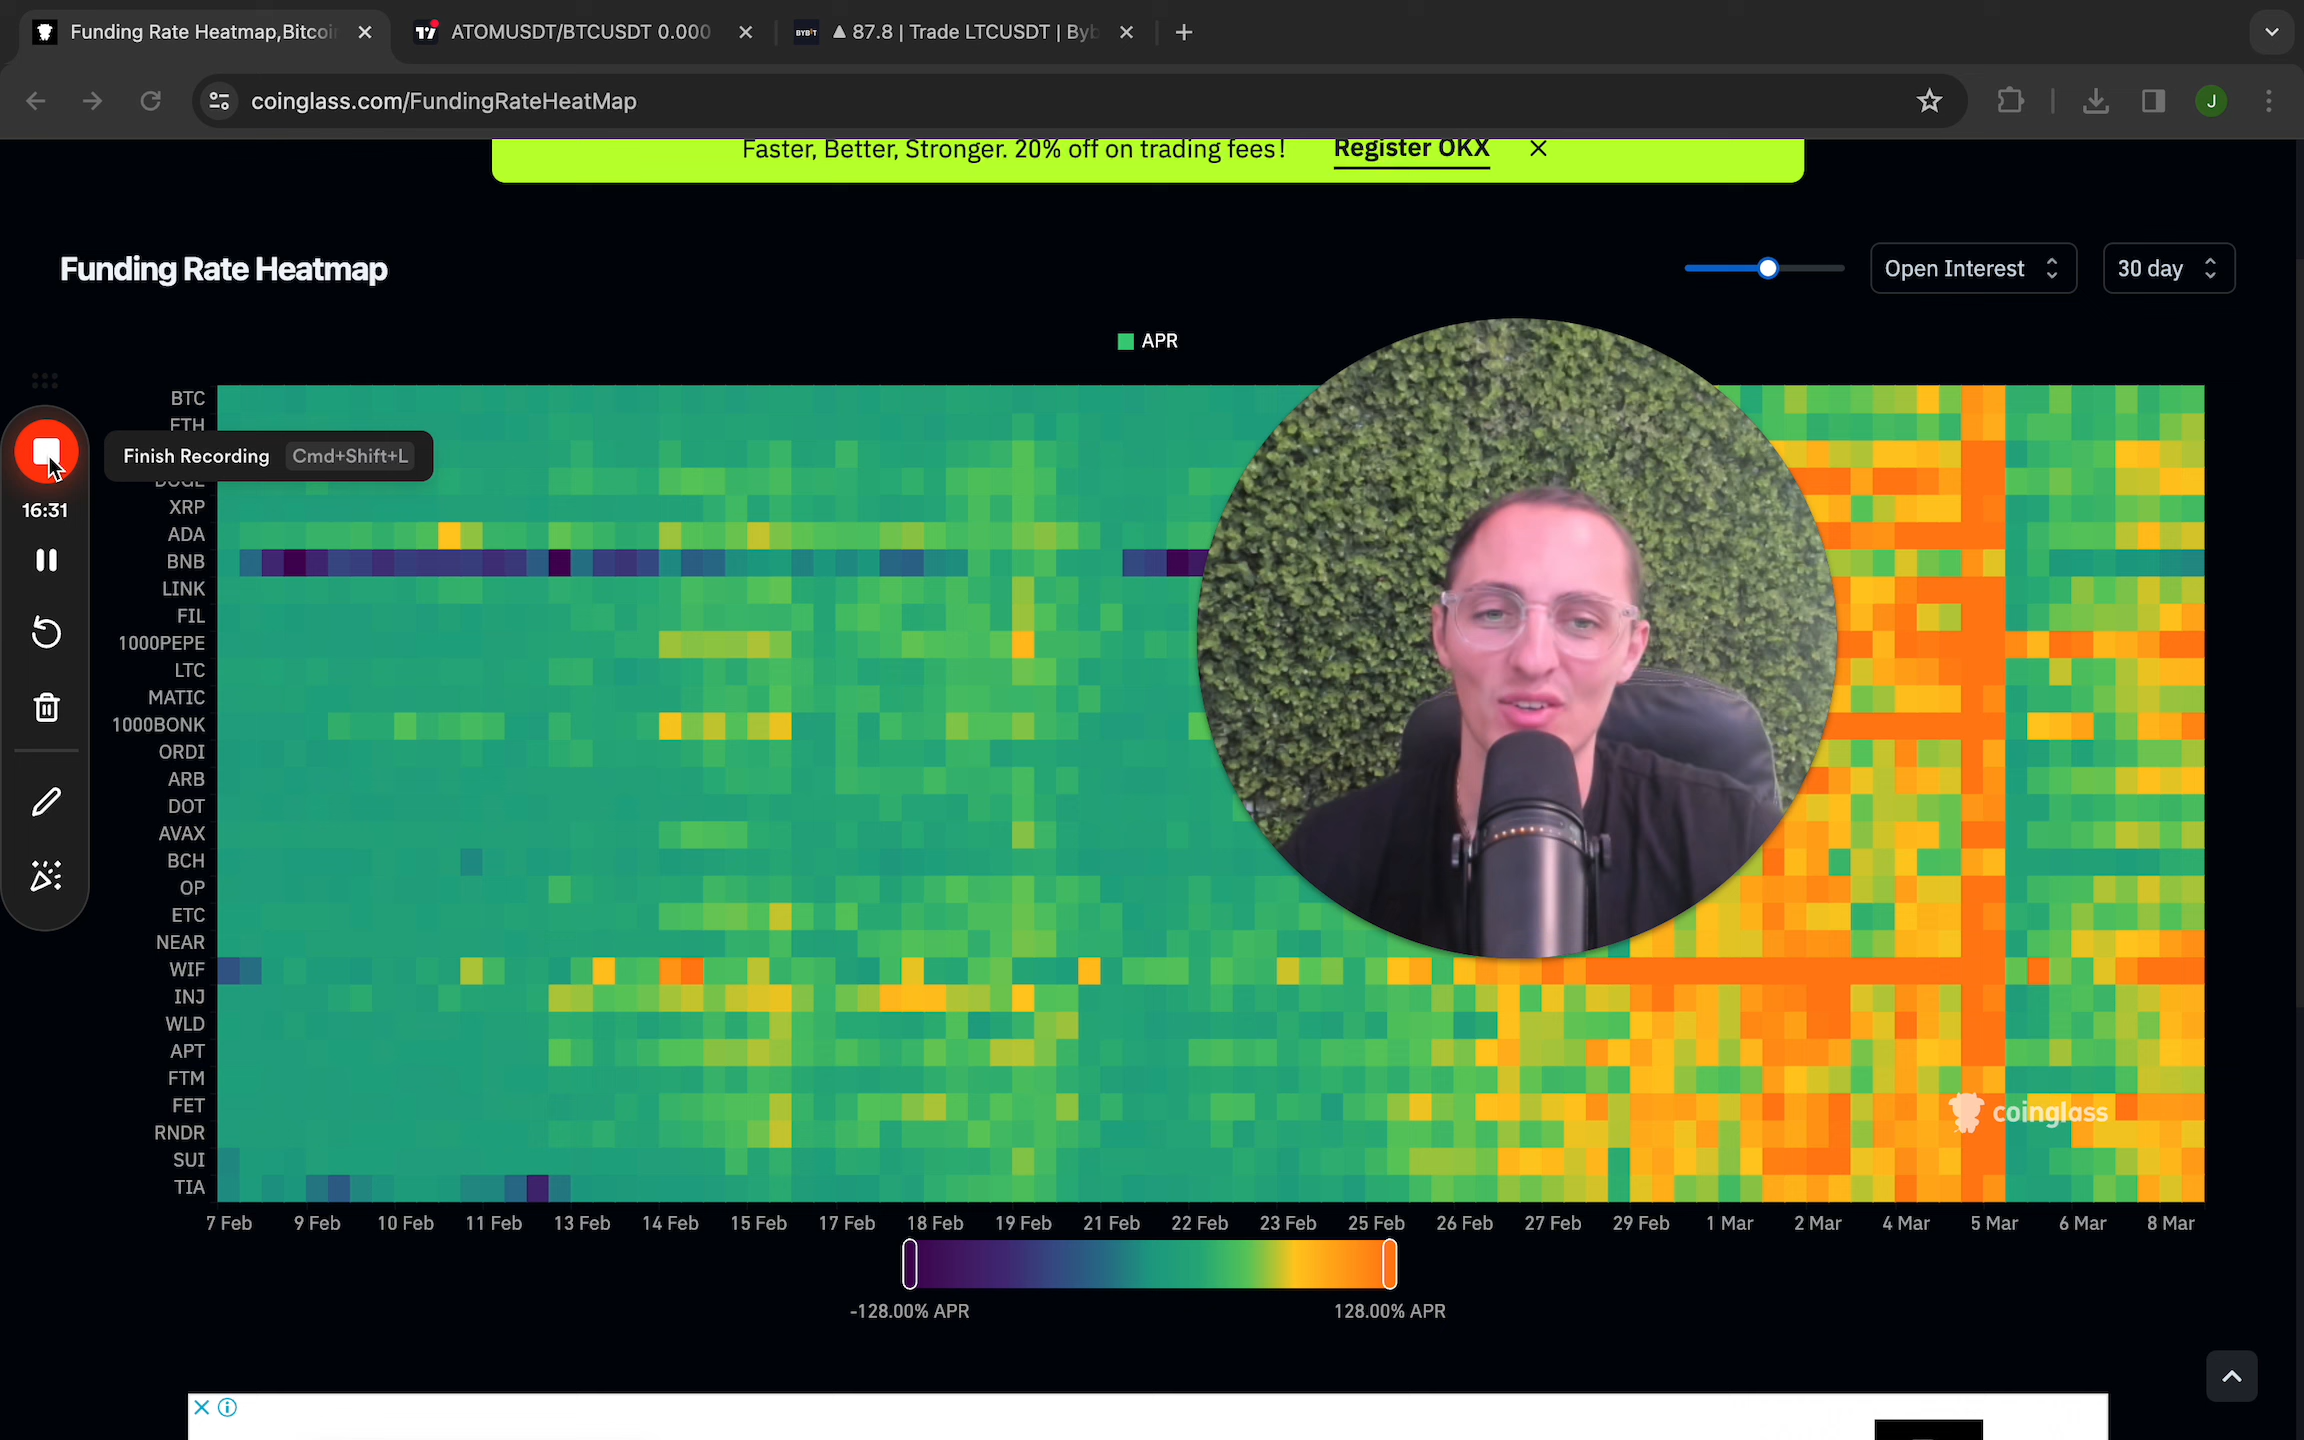 Funding Rate Heatmap,Bitcoi
ATOMUSDT/BTCUSDT 0.000
BYBIT
▲ 87.8 | Trade LTCUSDT | Byb
coinglass.com/FundingRateHeatMap
J
Faster, Better, Stronger. 20% off on trading fees! Register OKX
Funding Rate Heatmap
Open Interest
30 day
APR
BTC
ETH
Finish Recording Cmd+Shift+L
DOGE
16:31
XRP
ADA
BNB
LINK
FIL
1000PEPE
LTC
MATIC
1000BONK
ORDI
ARB
DOT
AVAX
BCH
OP
ETC
NEAR
WIF
INJ
WLD
APT
FTM
FET
RNDR
SUI
TIA
coinglass
7 Feb 9 Feb 10 Feb 11 Feb 13 Feb 14 Feb 15 Feb 17 Feb 18 Feb 19 Feb 21 Feb 22 Feb 23 Feb 25 Feb 26 Feb 27 Feb 29 Feb 1 Mar 2 Mar 4 Mar 5 Mar 6 Mar 8 Mar
-128.00% APR 128.00% APR